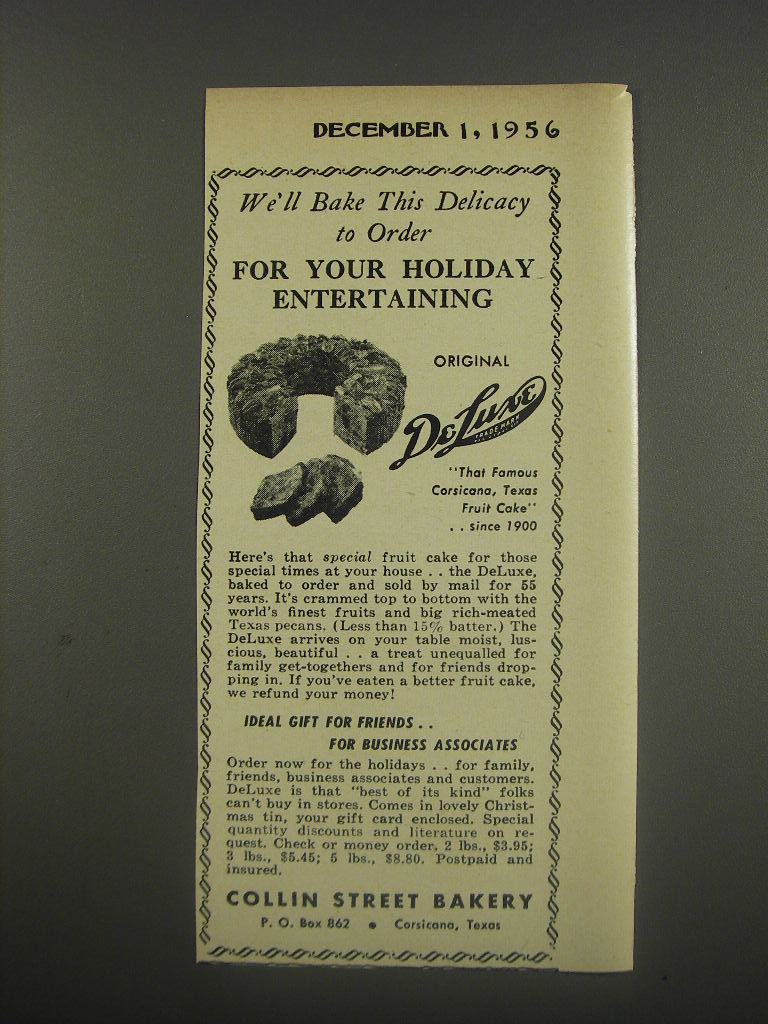 DECEMBER 1, 1956
We'll Bake This Delicacy
to Order
FOR YOUR HOLIDAY
ENTERTAINING
ORIGINAL
DeLuxe
TRADE MARK
"That Famous
Corsicana, Texas
Fruit Cake"
. . since 1900
Here's that special fruit cake for those
special times at your house . . the DeLuxe,
baked to order and sold by mail for 55
years. It's crammed top to bottom with the
world's finest fruits and big rich-meated
Texas pecans. (Less than 15% batter.) The
DeLuxe arrives on your table moist, lus-
cious, beautiful . . a treat unequalled for
family get-togethers and for friends drop-
ping in. If you've eaten a better fruit cake,
we refund your money!
IDEAL GIFT FOR FRIENDS . .
FOR BUSINESS ASSOCIATES
Order now for the holidays . . for family,
friends, business associates and customers.
DeLuxe is that "best of its kind" folks
can't buy in stores. Comes in lovely Christ-
mas tin, your gift card enclosed. Special
quantity discounts and literature on re-
quest. Check or money order, 2 lbs., $3.95;
3 lbs., $5.45; 5 lbs., $8.80. Postpaid and
insured.
COLLIN STREET BAKERY
P. O. Box 862 • Corsicana, Texas